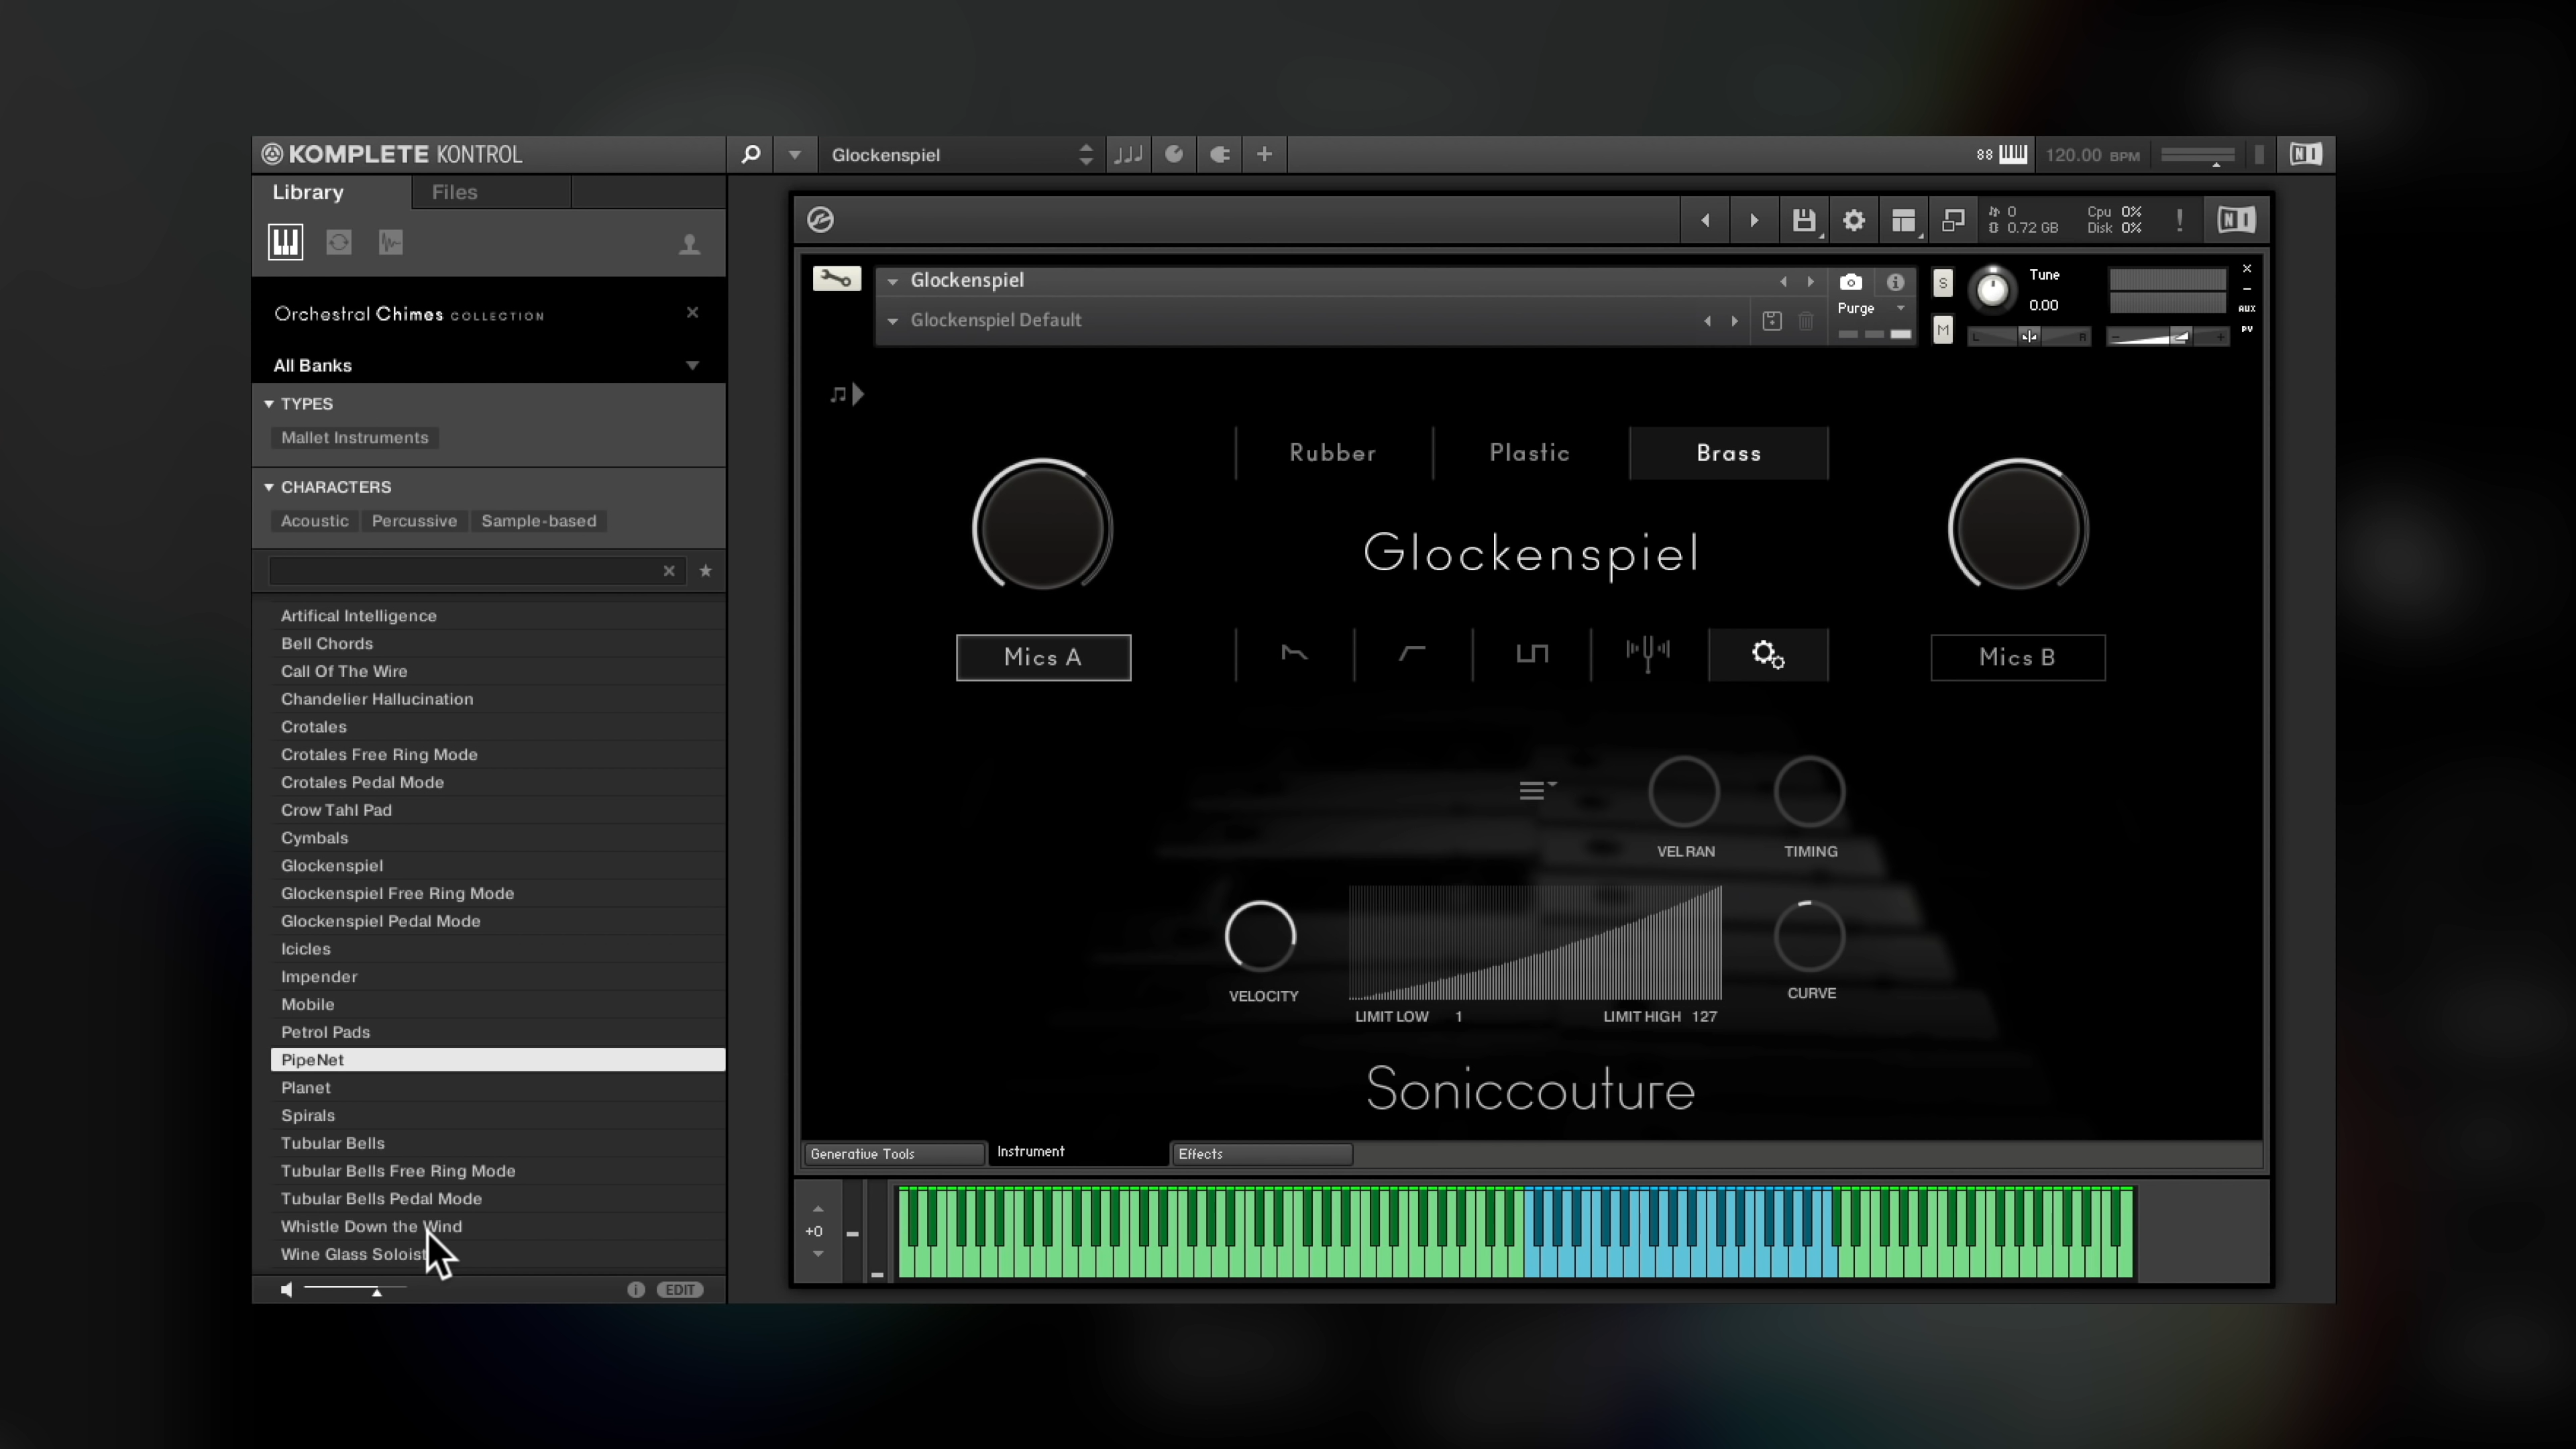 KOMPLETE KONTROL
Glockenspiel
88
120.00 BPM
Library
Files
Orchestral Chimes COLLECTION
All Banks
TYPES
Mallet Instruments
CHARACTERS
Acoustic Percussive Sample-based
Artifical Intelligence
Bell Chords
Call Of The Wire
Chandelier Hallucination
Crotales
Crotales Free Ring Mode
Crotales Pedal Mode
Crow Tahl Pad
Cymbals
Glockenspiel
Glockenspiel Free Ring Mode
Glockenspiel Pedal Mode
Icicles
Impender
Mobile
Petrol Pads
PipeNet
Planet
Spirals
Tubular Bells
Tubular Bells Free Ring Mode
Tubular Bells Pedal Mode
Whistle Down the Wind
Wine Glass Soloist
EDIT
0
0.72 GB
Cpu 0%
Disk 0%
!
NI
Glockenspiel
Glockenspiel Default
Purge
S
M
Tune
0.00
L
R
AUX
PV
Rubber
Plastic
Brass
Glockenspiel
Mics A
Mics B
VEL RAN
TIMING
VELOCITY
CURVE
LIMIT LOW 1
LIMIT HIGH 127
Soniccouture
Generative Tools
Instrument
Effects
+0